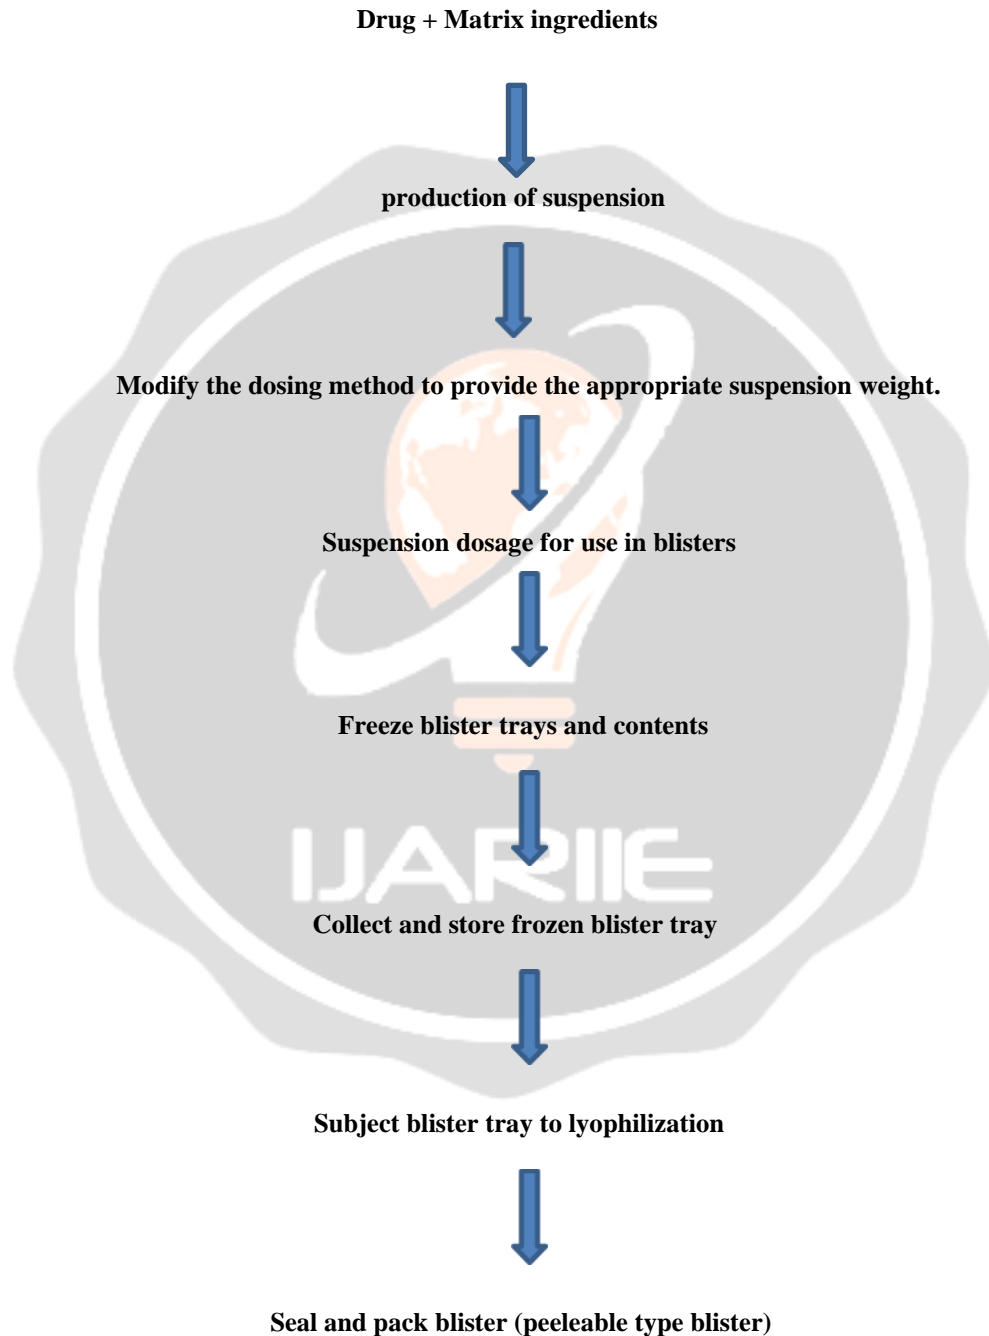 Drug + Matrix ingredients
production of suspension
Modify the dosing method to provide the appropriate suspension weight.
Suspension dosage for use in blisters
Freeze blister trays and contents
IJARIIE
Collect and store frozen blister tray
Subject blister tray to lyophilization
Seal and pack blister (peeleable type blister)